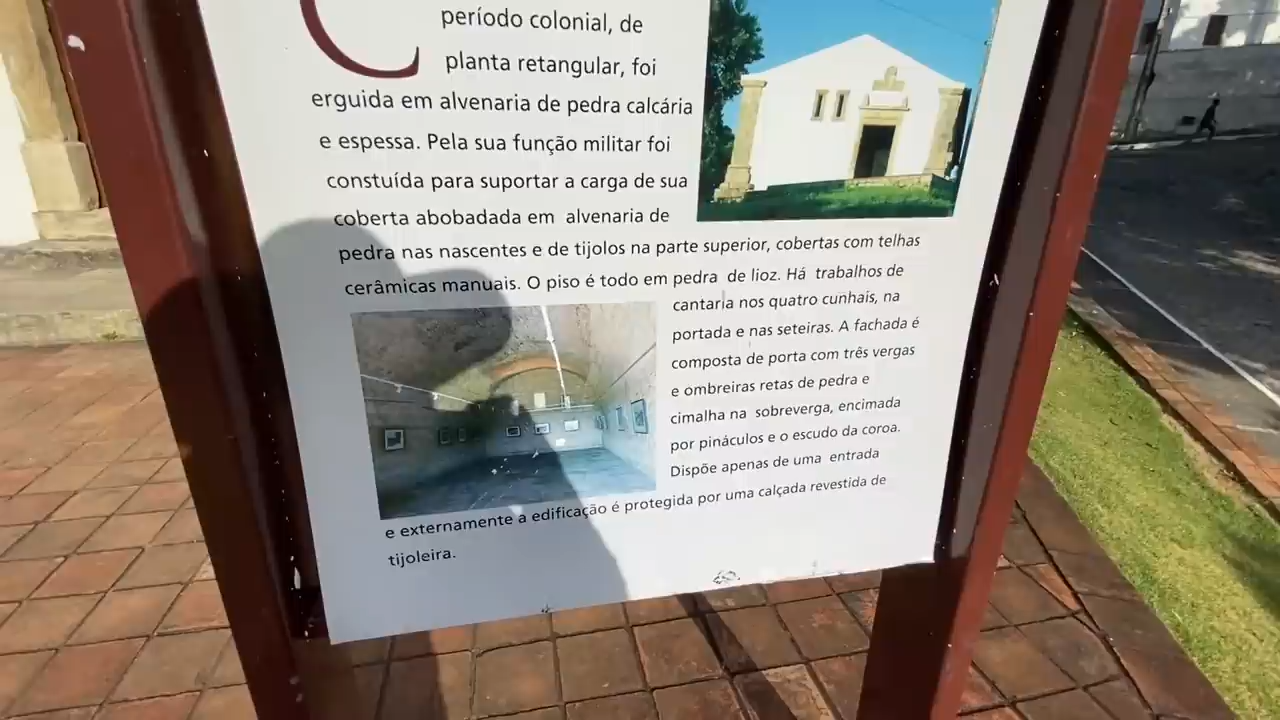 C
período colonial, de
planta retangular, foi
erguida em alvenaria de pedra calcária
e espessa. Pela sua função militar foi
constuída para suportar a carga de sua
coberta abobadada em alvenaria de
pedra nas nascentes e de tijolos na parte superior, cobertas com telhas
cerâmicas manuais. O piso é todo em pedra de lioz. Há trabalhos de
cantaria nos quatro cunhais, na
portada e nas seteiras. A fachada é
composta de porta com três vergas
e ombreiras retas de pedra e
cimalha na sobreverga, encimada
por pináculos e o escudo da coroa.
Dispõe apenas de uma entrada
e externamente a edificação é protegida por uma calçada revestida de
tijoleira.